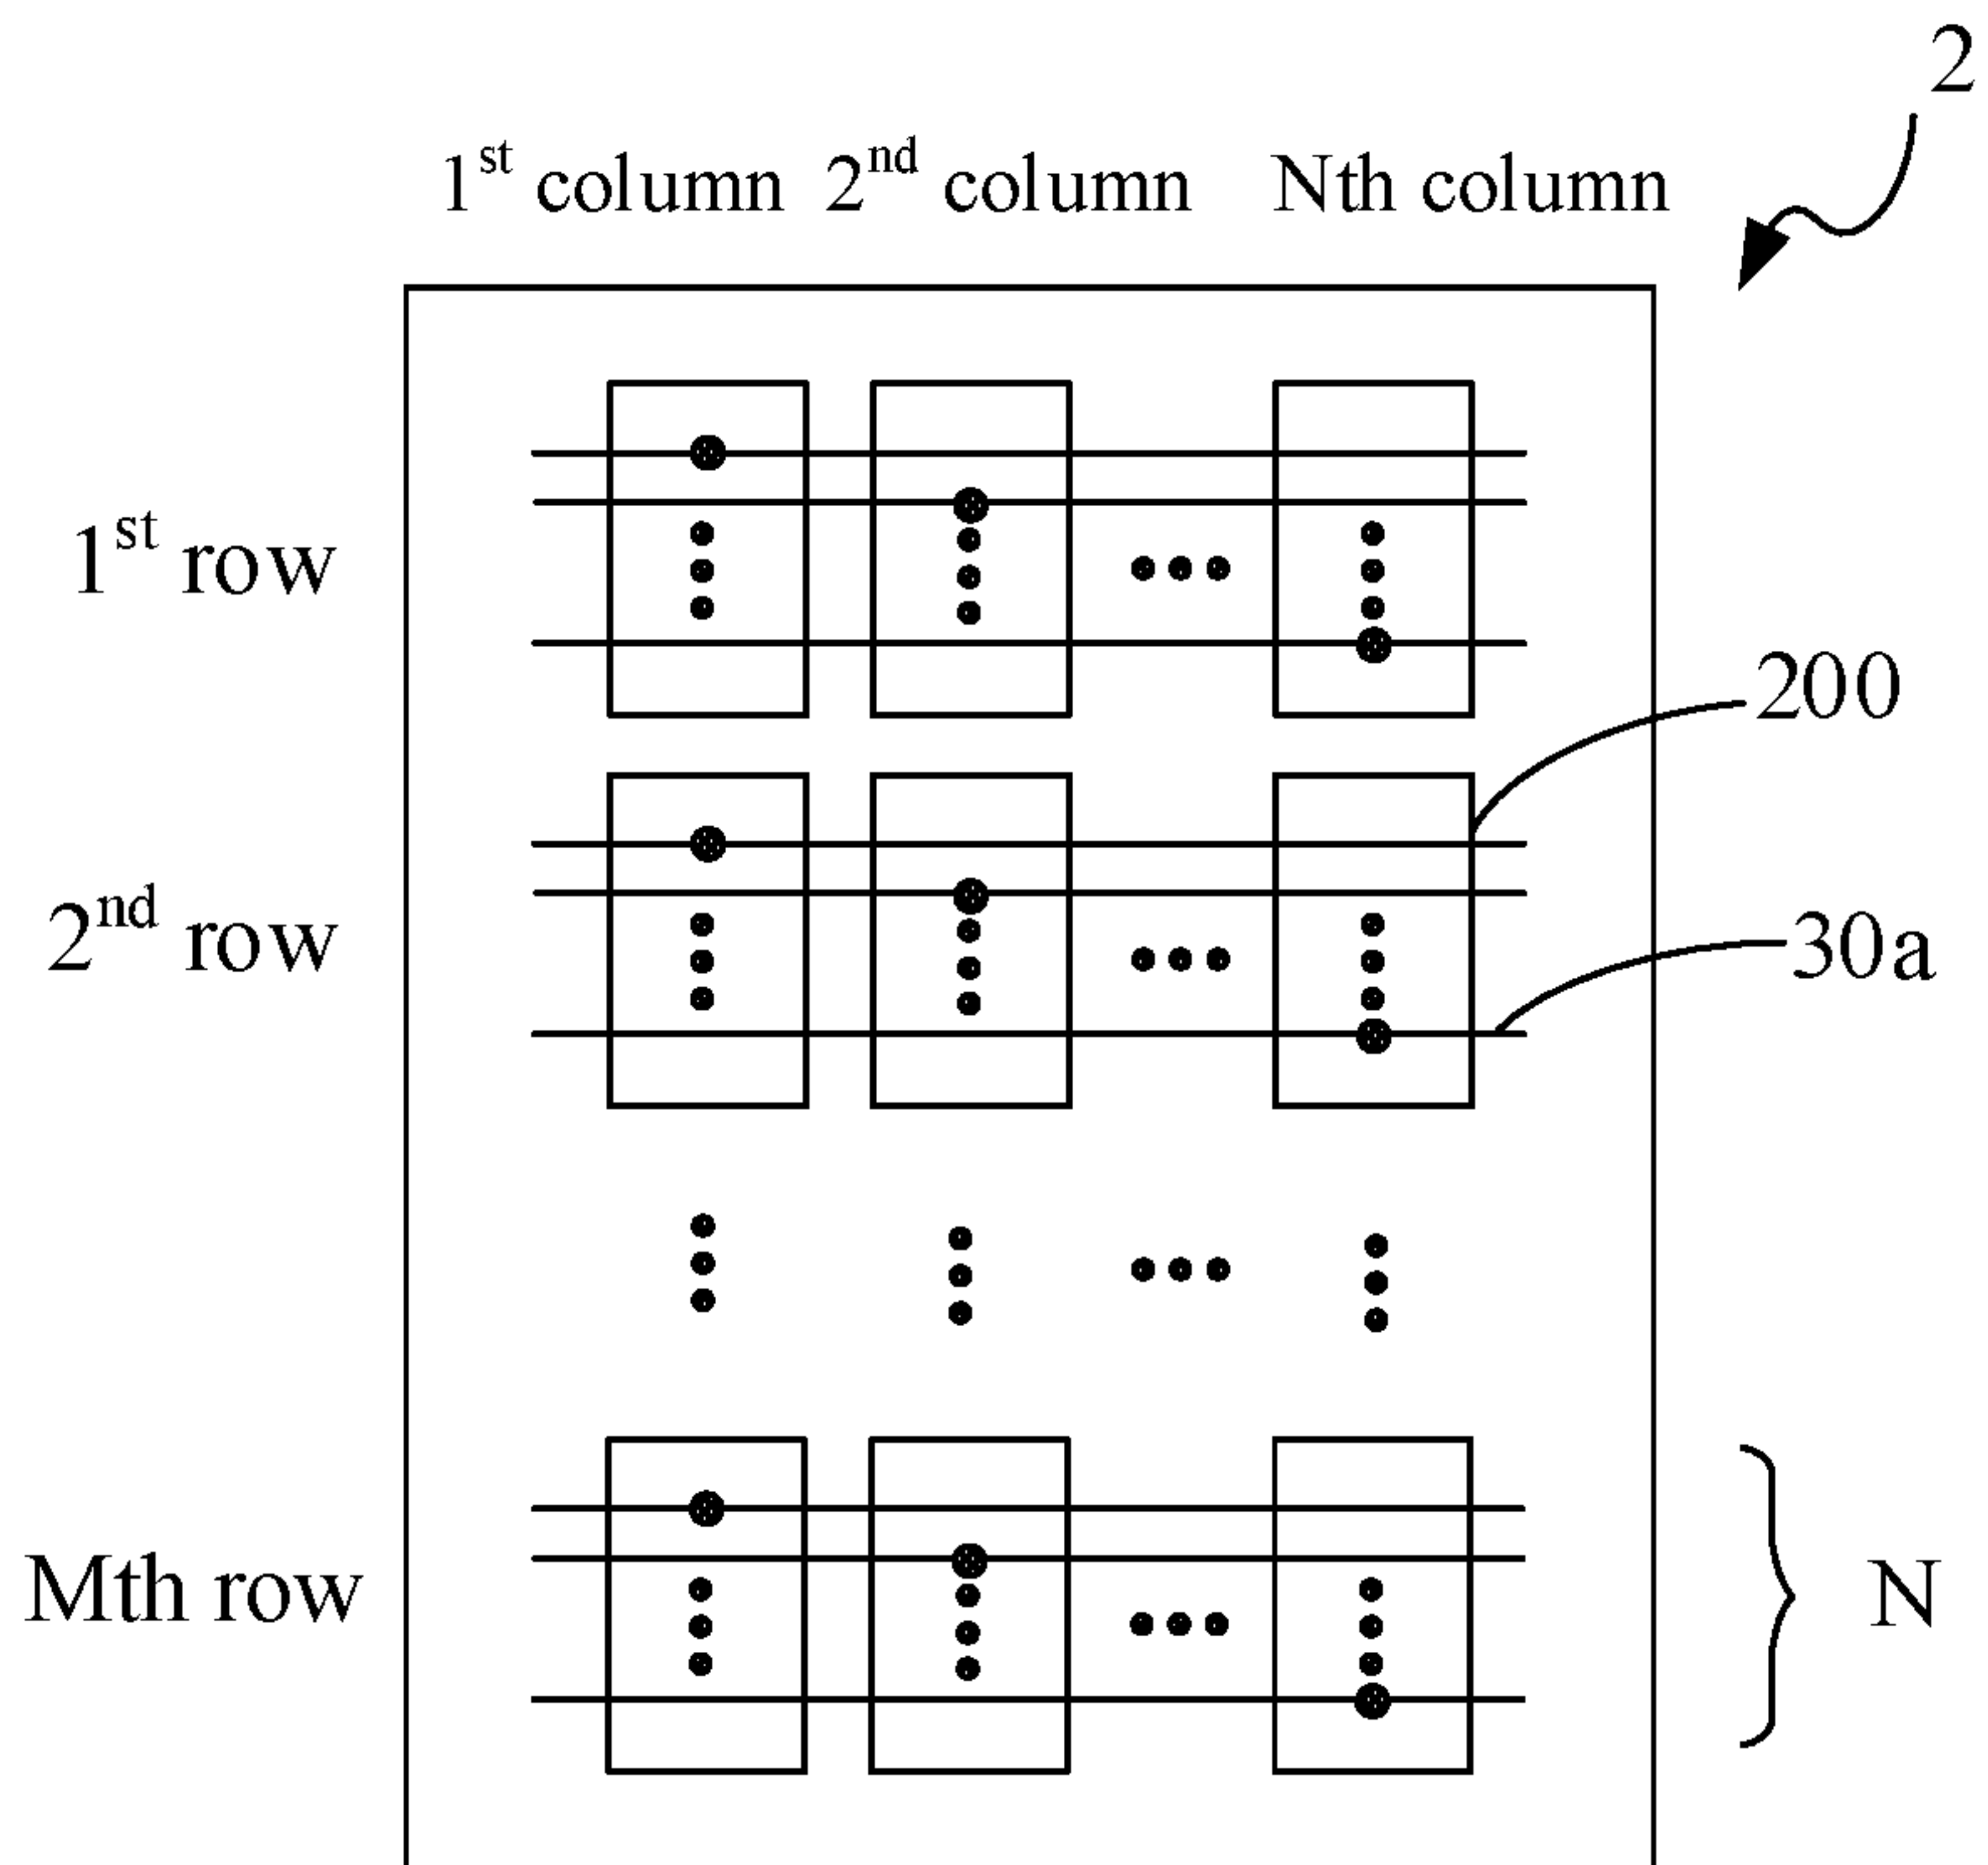 2
1st column 2nd column Nth column
1st row
200
2nd row
30a
Mth row
N